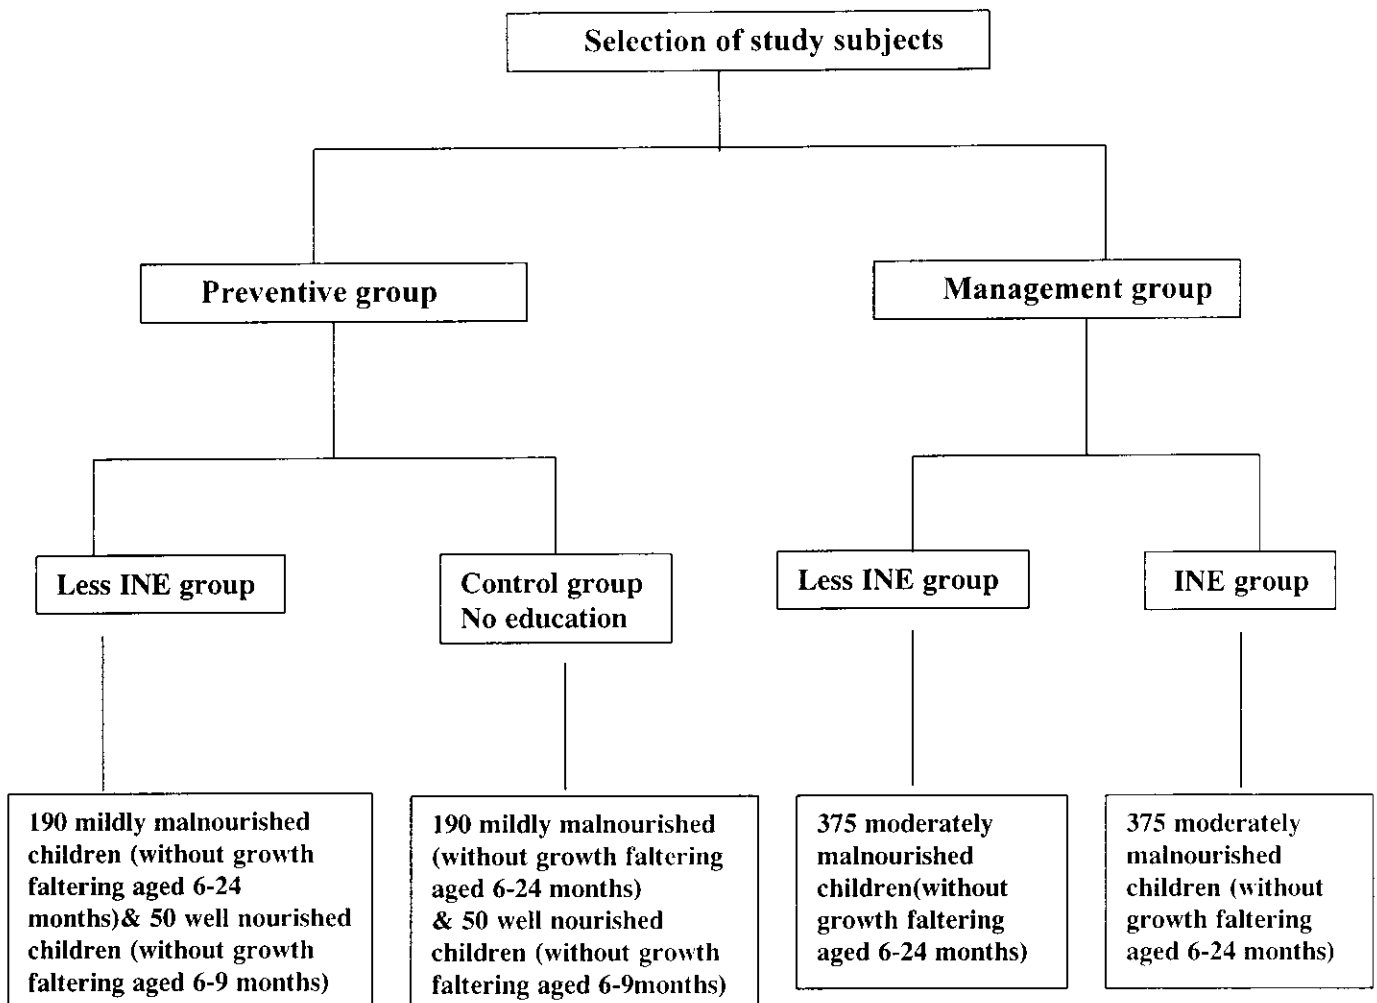 Selection of study subjects
Preventive group
Management group
Less INE group
Control group
No education
Less INE group
INE group
190 mildly malnourished
children (without growth
faltering aged 6-24
months)& 50 well nourished
children (without growth
faltering aged 6-9 months)
190 mildly malnourished
(without growth faltering
aged 6-24 months)
& 50 well nourished
children (without growth
faltering aged 6-9months)
375 moderately
malnourished
children(without
growth faltering
aged 6-24 months)
375 moderately
malnourished
children (without
growth faltering
aged 6-24 months)